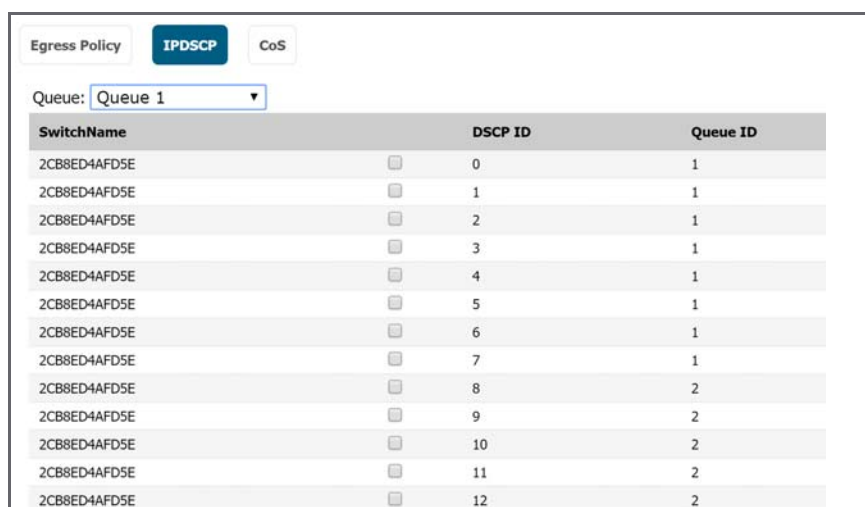 Egress Policy IPDSCP CoS
Queue: Queue 1
SwitchName DSCP ID Queue ID
2CB8ED4AFD5E 0 1
2CB8ED4AFD5E 1 1
2CB8ED4AFD5E 2 1
2CB8ED4AFD5E 3 1
2CB8ED4AFD5E 4 1
2CB8ED4AFD5E 5 1
2CB8ED4AFD5E 6 1
2CB8ED4AFD5E 7 1
2CB8ED4AFD5E 8 2
2CB8ED4AFD5E 9 2
2CB8ED4AFD5E 10 2
2CB8ED4AFD5E 11 2
2CB8ED4AFD5E 12 2